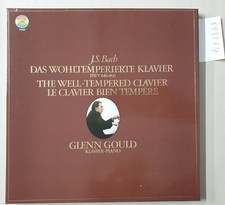 J.S. Bach
DAS WOHLTEMPERIERTE KLAVIER
THE WELL-TEMPERED CLAVIER
LE CLAVIER BIEN TEMPÉRÉ
GLENN GOULD
KLAVIER·PIANO